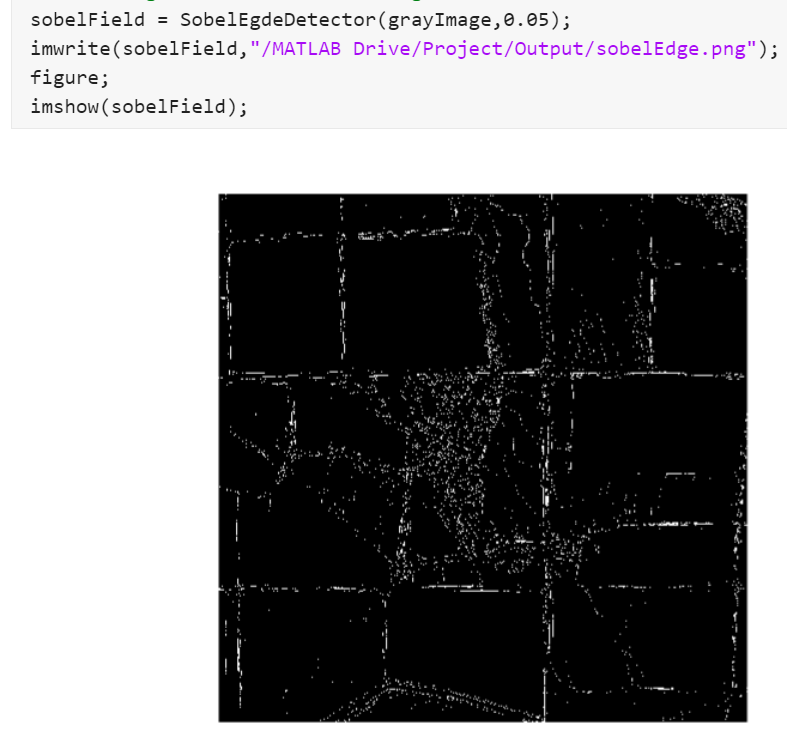 sobelField = SobelEgdeDetector(grayImage,0.05);
imwrite(sobelField,"/MATLAB Drive/Project/Output/sobelEdge.png");
figure;
imshow(sobelField);